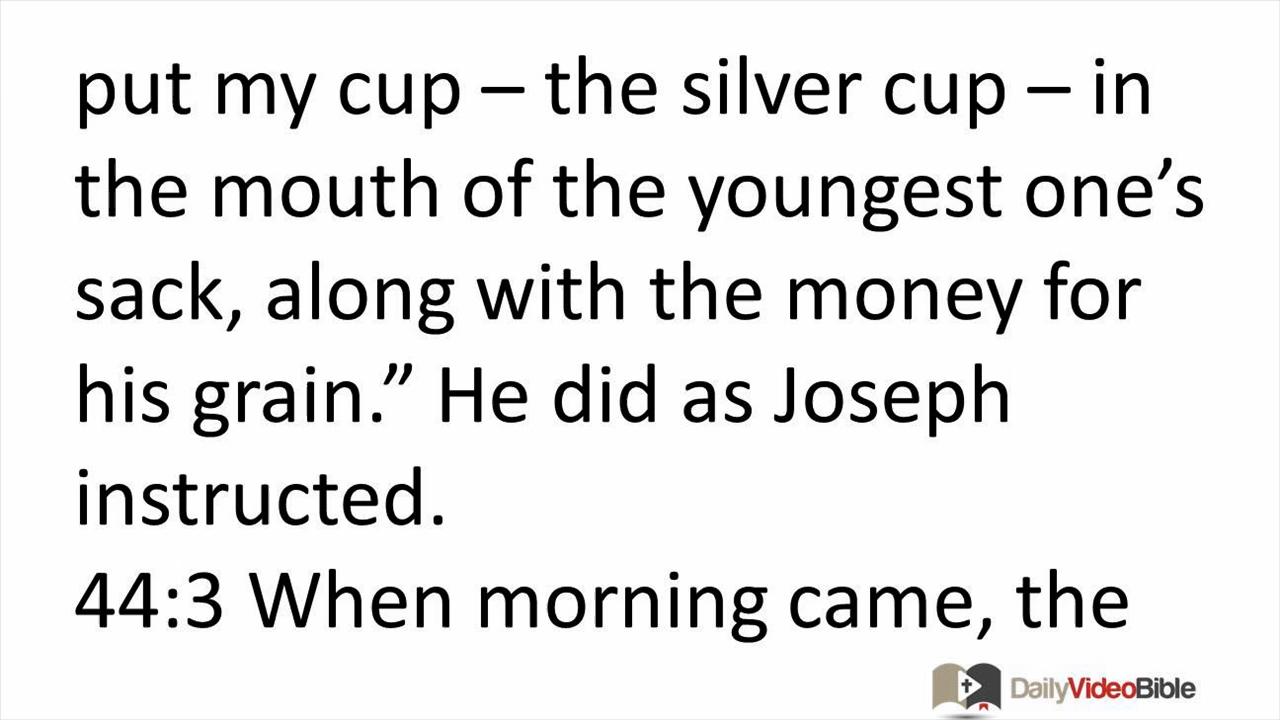 put my cup – the silver cup – in
the mouth of the youngest one’s
sack, along with the money for
his grain.” He did as Joseph
instructed.
44:3 When morning came, the
DailyVideoBible